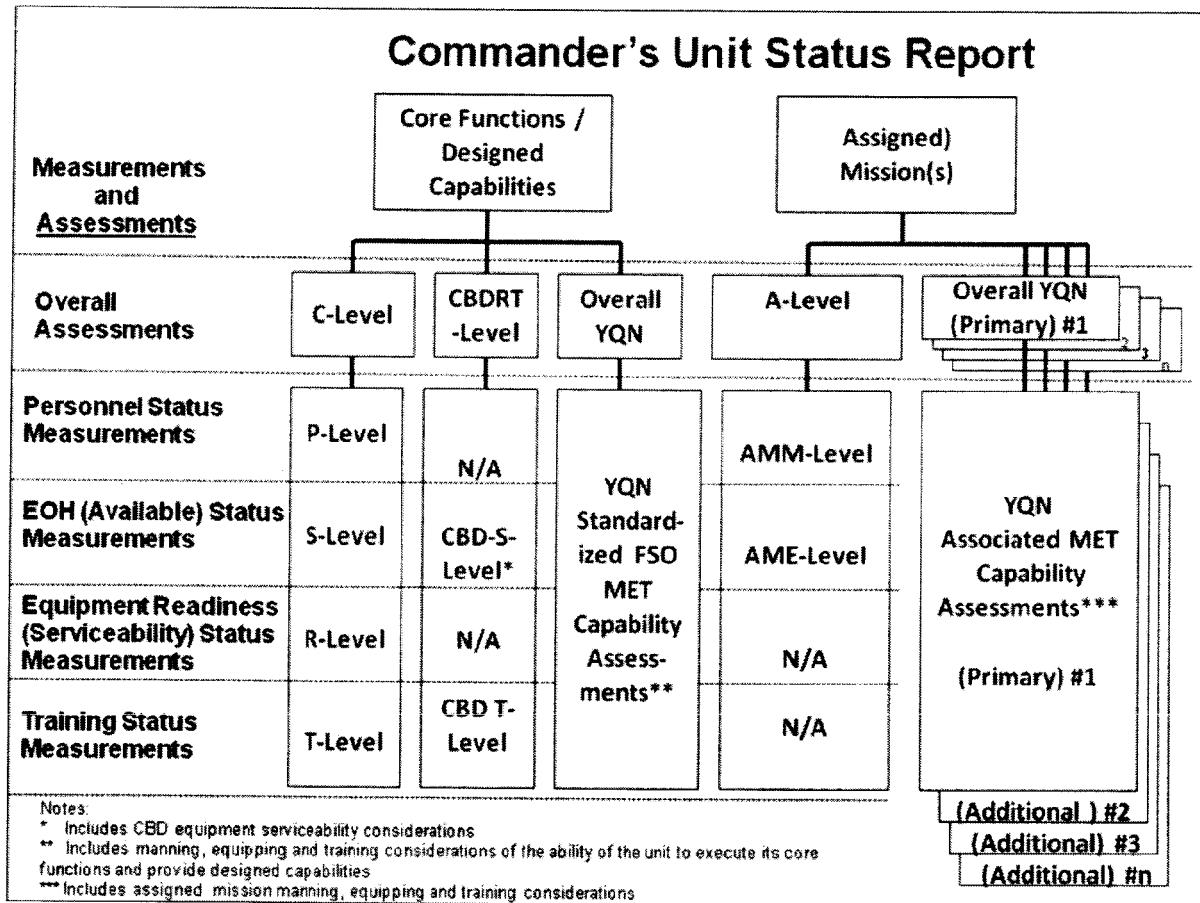 Commander's Unit Status Report
Core Functions /
Designed
Capabilities
Assigned)
Mission(s)
Measurements
and
Assessments
Overall
Assessments
C-Level
CBDRT
-Level
Overall
YQN
A-Level
Overall YQN
(Primary) #1
2
3
n
Personnel Status
Measurements
P-Level
N/A
AMM-Level
EOH (Available) Status
Measurements
S-Level
CBD-S-
Level*
AME-Level
Equipment Readiness
(Serviceability) Status
Measurements
R-Level
N/A
N/A
Training Status
Measurements
T-Level
CBD T-
Level
N/A
YQN
Standard-
ized FSO
MET
Capability
Assess-
ments**
YQN
Associated MET
Capability
Assessments***
(Primary) #1
(Additional ) #2
(Additional) #3
(Additional) #n
Notes:
* Includes CBD equipment serviceability considerations
** Includes manning, equipping and training considerations of the ability of the unit to execute its core
functions and provide designed capabilities
*** Includes assigned mission manning, equipping and training considerations